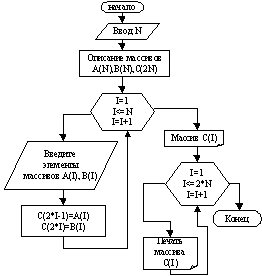 начало
Ввод N
Описание массивов
A(N),B(N),C(2N)
I=1
I<= N
I=I+1
Введите
элементы
массивов A(I), B(I)
C(2*I-1)=A(I)
C(2*I)=B(I)
Массив C(I)
I=1
I<= 2*N
I=I+1
Конец
Печать
массива
C(I)